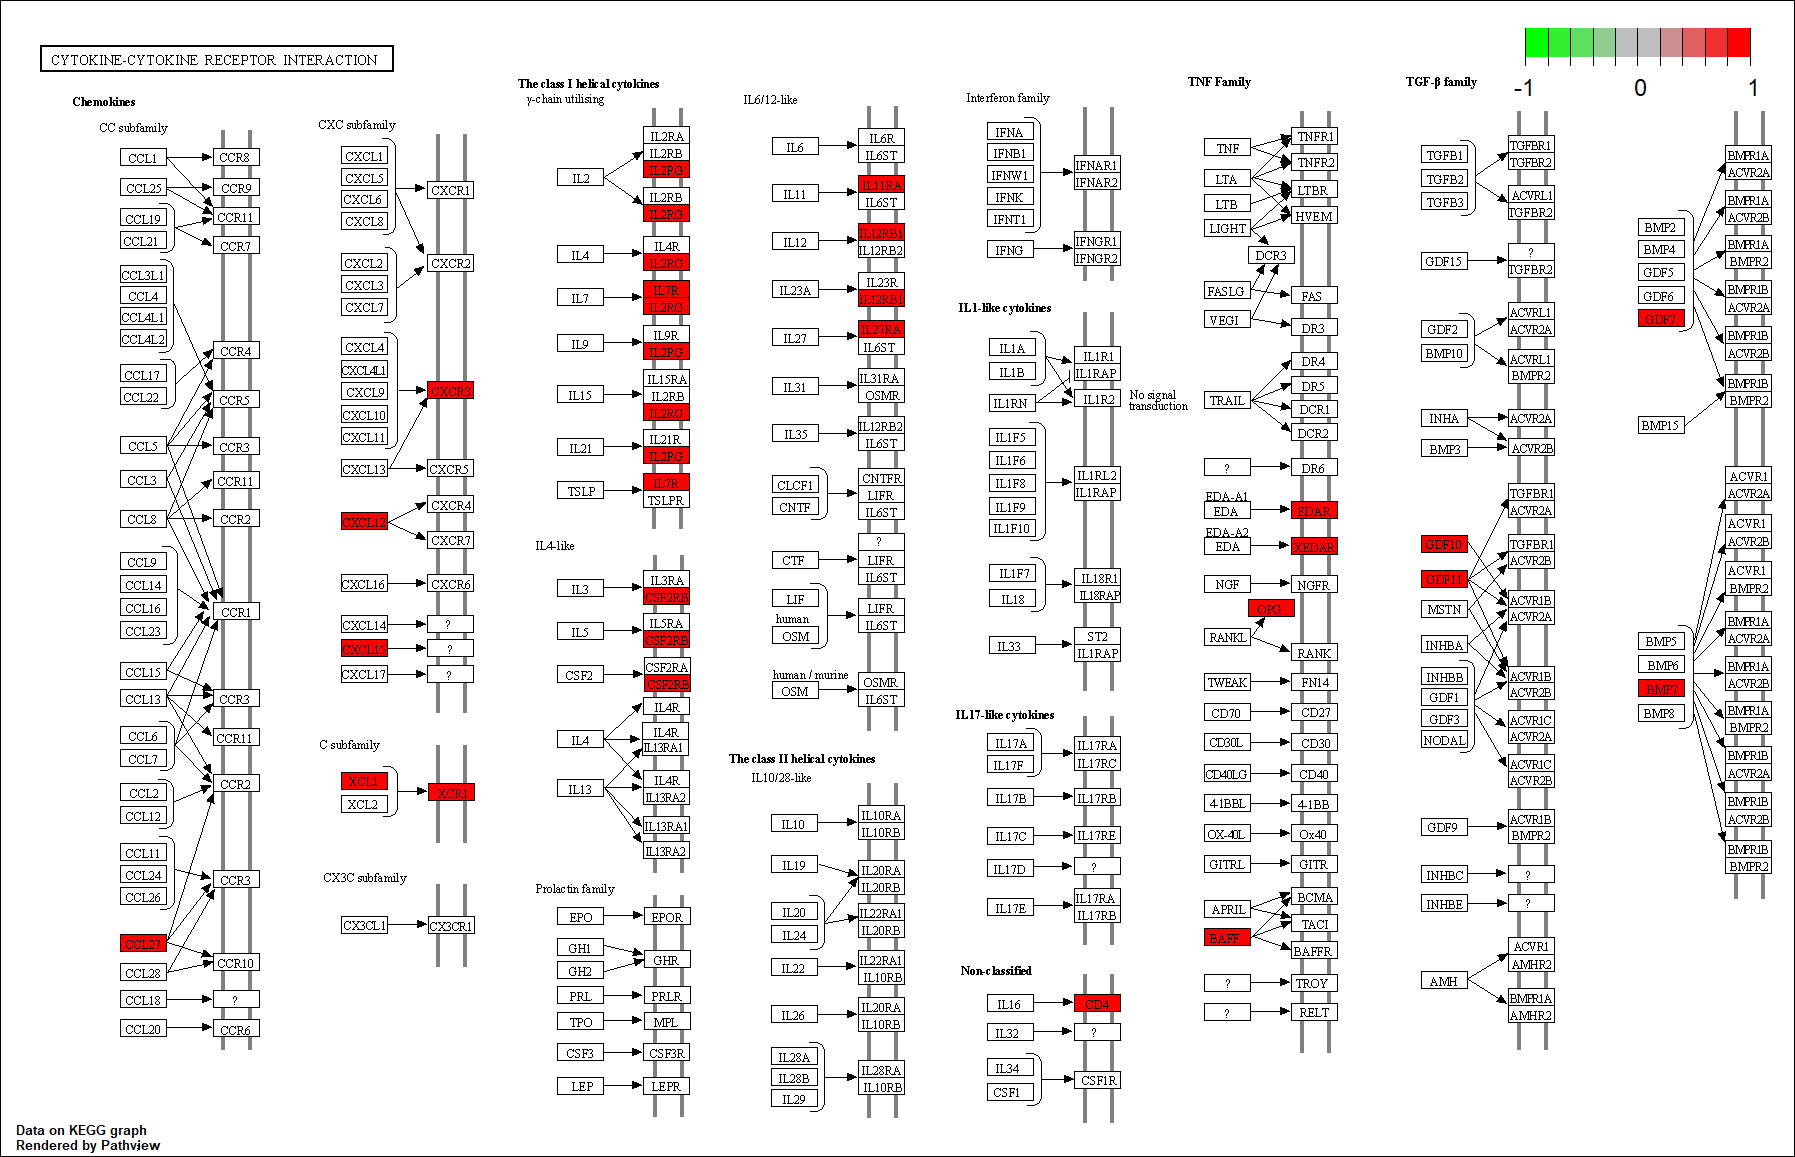 CYTOKINE-CYTOKINE RECEPTOR INTERACTION
-1
0
1
Chemokines
CC subfamily
CCL1
CCR8
CCL25
CCR9
CCR11
CCL19
CCL21
CCR7
CCL3L1
CCL4
CCL4L1
CCL4L2
CCR4
CCL17
CCL22
CCR5
CCL5
CCR3
CCL3
CCR11
CCL8
CCR2
CCL9
CCL14
CCL16
CCL23
CCR1
CCL15
CCL13
CCR3
CCL6
CCL7
CCR11
CCR2
CCL2
CCL12
CCL11
CCL24
CCL26
CCR3
CCL27
CCL28
CCR10
CCL18
?
CCL20
CCR6
CXC subfamily
CXCL1
CXCL5
CXCL6
CXCL8
CXCR1
CXCL2
CXCL3
CXCL7
CXCR2
CXCL4
CXCL4L1
CXCL9
CXCL10
CXCL11
CXCR3
CXCL13
CXCR5
CXCL12
CXCR4
CXCR7
CXCL16
CXCR6
CXCL14
?
CXCL15
?
CXCL17
?
C subfamily
XCL1
XCL2
XCR1
CX3C subfamily
CX3CL1
CX3CR1
The class I helical cytokines
γ-chain utilising
IL2
IL2RA
IL2RB
IL2RG
IL2RB
IL2RG
IL4
IL4R
IL2RG
IL7
IL7R
IL2RG
IL9
IL9R
IL2RG
IL15
IL15RA
IL2RB
IL2RG
IL21
IL21R
IL2RG
TSLP
IL7R
TSLPR
IL4-like
IL3
IL3RA
CSF2RB
IL5
IL5RA
CSF2RB
CSF2
CSF2RA
CSF2RB
IL4R
IL4
IL4R
IL13RA1
IL13
IL4R
IL13RA2
IL13RA1
IL13RA2
Prolactin family
EPO
EPOR
GH1
GH2
GHR
PRL
PRLR
TPO
MPL
CSF3
CSF3R
LEP
LEPR
IL6/12-like
IL6
IL6R
IL6ST
IL11
IL11RA
IL6ST
IL12
IL12RB1
IL12RB2
IL23A
IL23R
IL12RB1
IL27
IL27RA
IL6ST
IL31
IL31RA
OSMR
IL35
IL12RB2
IL6ST
CLCF1
CNTF
CNTFR
LIFR
IL6ST
CTF
?
LIFR
IL6ST
LIF
human
OSM
LIFR
IL6ST
human / murine
OSM
OSMR
IL6ST
The class II helical cytokines
IL10/28-like
IL10
IL10RA
IL10RB
IL19
IL20RA
IL20RB
IL20
IL24
IL22RA1
IL20RB
IL22
IL22RA1
IL10RB
IL26
IL20RA
IL10RB
IL28A
IL28B
IL29
IL28RA
IL10RB
Interferon family
IFNA
IFNB1
IFNW1
IFNK
IFNT1
IFNAR1
IFNAR2
IFNG
IFNGR1
IFNGR2
IL1-like cytokines
IL1A
IL1B
IL1RN
IL1R1
IL1RAP
IL1R2
No signal
transduction
IL1F5
IL1F6
IL1F8
IL1F9
IL1F10
IL1RL2
IL1RAP
IL1F7
IL18
IL18R1
IL18RAP
IL33
ST2
IL1RAP
IL17-like cytokines
IL17A
IL17F
IL17RA
IL17RC
IL17B
IL17RB
IL17C
IL17RE
IL17D
?
IL17E
IL17RA
IL17RB
Non-classified
IL16
CD4
IL32
?
IL34
CSF1
CSF1R
TNF Family
TNF
TNFR1
TNFR2
LTA
LTB
LTBR
LIGHT
HVEM
DCR3
FASLG
FAS
VEGI
DR3
TRAIL
DR4
DR5
DCR1
DCR2
?
DR6
EDA-A1
EDA
EDAR
EDA-A2
EDA
XEDAR
NGF
NGFR
OPG
RANKL
RANK
TWEAK
FN14
CD70
CD27
CD30L
CD30
CD40LG
CD40
4-1BBL
4-1BB
OX-40L
Ox40
GITRL
GITR
APRIL
BCMA
TACI
BAFF
BAFFR
?
TROY
?
RELT
TGF-β family
TGFB1
TGFB2
TGFB3
TGFBR1
TGFBR2
ACVRL1
TGFBR2
GDF15
?
TGFBR2
GDF2
BMP10
ACVRL1
ACVR2A
ACVRL1
BMPR2
INHA
ACVR2A
BMP3
ACVR2B
TGFBR1
ACVR2A
GDF10
TGFBR1
ACVR2B
GDF11
MSTN
ACVR1B
ACVR2A
INHBA
INHBB
GDF1
GDF3
NODAL
ACVR1B
ACVR2B
ACVR1C
ACVR2A
ACVR1C
ACVR2B
GDF9
ACVR1B
BMPR2
INHBC
?
INHBE
?
AMH
ACVR1
AMHR2
BMPR1A
AMHR2
BMP2
BMP4
GDF5
GDF6
GDF7
BMP15
BMPR1A
ACVR2A
BMPR1A
ACVR2B
BMPR1A
BMPR2
BMPR1B
ACVR2A
BMPR1B
ACVR2B
BMPR1B
BMPR2
BMP5
BMP6
BMP7
BMP8
ACVR1
ACVR2A
ACVR1
ACVR2B
ACVR1
BMPR2
BMPR1A
ACVR2A
BMPR1A
ACVR2B
BMPR1A
BMPR2
BMPR1B
ACVR2A
BMPR1B
ACVR2B
BMPR1B
BMPR2
Data on KEGG graph
Rendered by Pathview